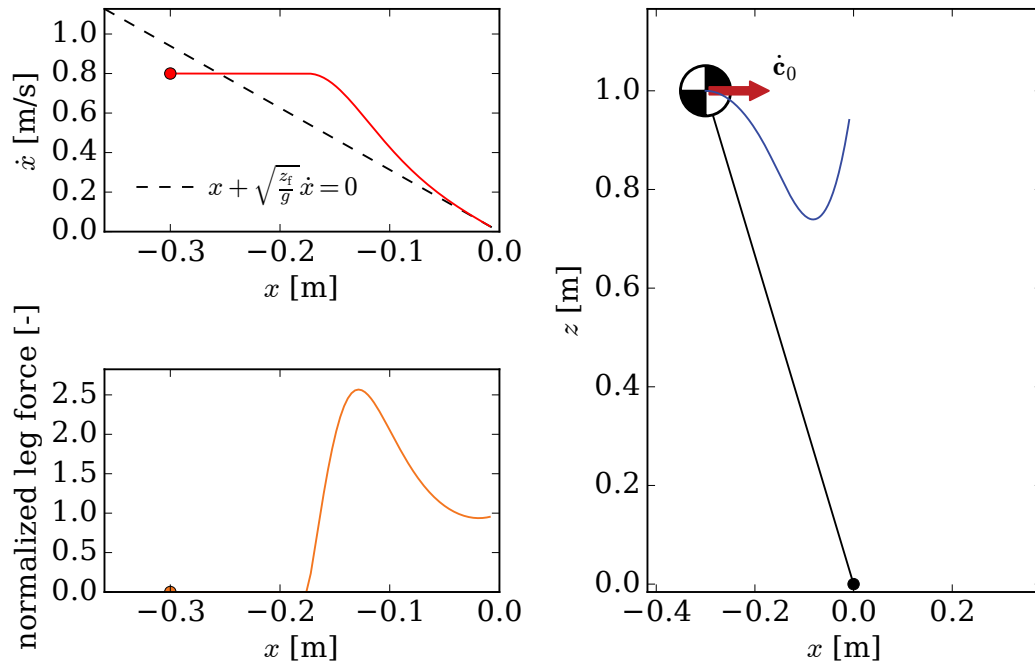 1.0
0.8
0.6
0.4
0.2
0.0
ẋ [m/s]
x + √(z_f/g) ẋ = 0
−0.3 −0.2 −0.1 0.0
x [m]
2.5
2.0
1.5
1.0
0.5
0.0
normalized leg force [-]
−0.3 −0.2 −0.1 0.0
x [m]
1.0
0.8
0.6
0.4
0.2
0.0
z [m]
ċ₀
−0.4 −0.2 0.0 0.2
x [m]